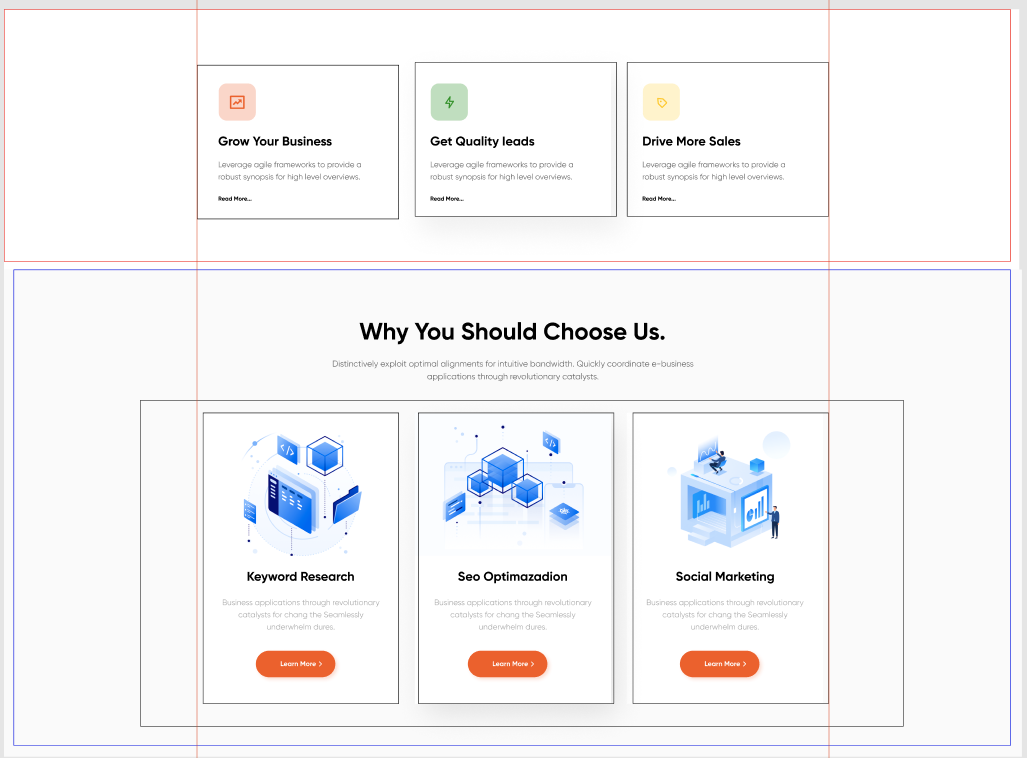 Grow Your Business
Leverage agile frameworks to provide a
robust synopsis for high level overviews.
Read More...
Get Quality leads
Leverage agile frameworks to provide a
robust synopsis for high level overviews.
Read More...
Drive More Sales
Leverage agile frameworks to provide a
robust synopsis for high level overviews.
Read More...
Why You Should Choose Us.
Distinctively exploit optimal alignments for intuitive bandwidth. Quickly coordinate e-business
applications through revolutionary catalysts.
</>
Keyword Research
Business applications through revolutionary
catalysts for chang the Seamlessly
underwhelm dures.
Learn More >
</>
Seo Optimazadion
Business applications through revolutionary
catalysts for chang the Seamlessly
underwhelm dures.
Learn More >
Social Marketing
Business applications through revolutionary
catalysts for chang the Seamlessly
underwhelm dures.
Learn More >